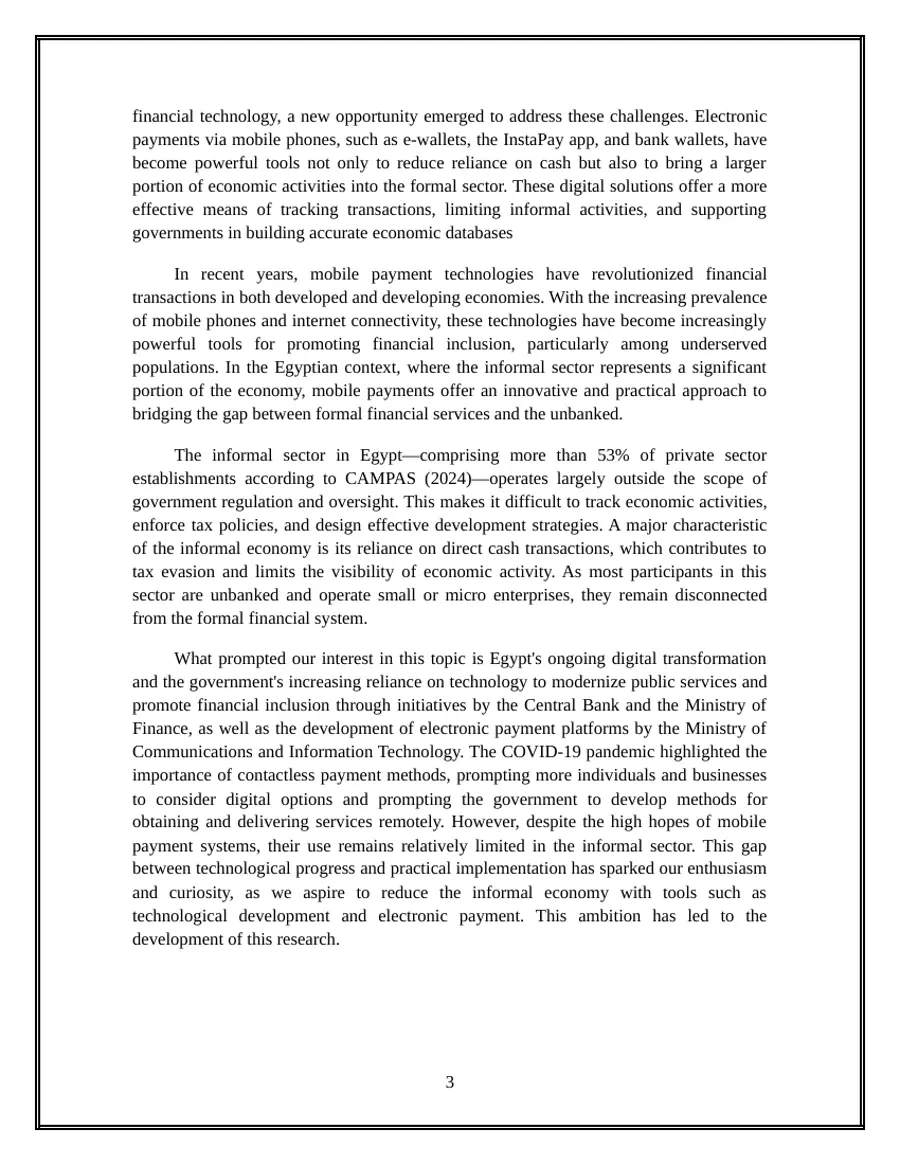 financial technology, a new opportunity emerged to address these challenges. Electronic
payments via mobile phones, such as e-wallets, the InstaPay app, and bank wallets, have
become powerful tools not only to reduce reliance on cash but also to bring a larger
portion of economic activities into the formal sector. These digital solutions offer a more
effective means of tracking transactions, limiting informal activities, and supporting
governments in building accurate economic databases
In recent years, mobile payment technologies have revolutionized financial
transactions in both developed and developing economies. With the increasing prevalence
of mobile phones and internet connectivity, these technologies have become increasingly
powerful tools for promoting financial inclusion, particularly among underserved
populations. In the Egyptian context, where the informal sector represents a significant
portion of the economy, mobile payments offer an innovative and practical approach to
bridging the gap between formal financial services and the unbanked.
The informal sector in Egypt—comprising more than 53% of private sector
establishments according to CAMPAS (2024)—operates largely outside the scope of
government regulation and oversight. This makes it difficult to track economic activities,
enforce tax policies, and design effective development strategies. A major characteristic
of the informal economy is its reliance on direct cash transactions, which contributes to
tax evasion and limits the visibility of economic activity. As most participants in this
sector are unbanked and operate small or micro enterprises, they remain disconnected
from the formal financial system.
What prompted our interest in this topic is Egypt's ongoing digital transformation
and the government's increasing reliance on technology to modernize public services and
promote financial inclusion through initiatives by the Central Bank and the Ministry of
Finance, as well as the development of electronic payment platforms by the Ministry of
Communications and Information Technology. The COVID-19 pandemic highlighted the
importance of contactless payment methods, prompting more individuals and businesses
to consider digital options and prompting the government to develop methods for
obtaining and delivering services remotely. However, despite the high hopes of mobile
payment systems, their use remains relatively limited in the informal sector. This gap
between technological progress and practical implementation has sparked our enthusiasm
and curiosity, as we aspire to reduce the informal economy with tools such as
technological development and electronic payment. This ambition has led to the
development of this research.
3